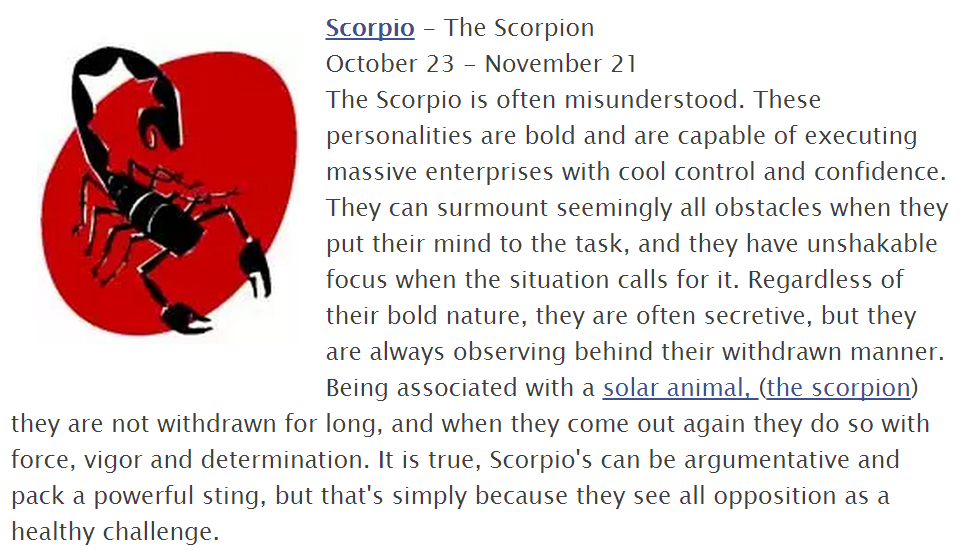 Scorpio – The Scorpion
October 23 – November 21
The Scorpio is often misunderstood. These
personalities are bold and are capable of executing
massive enterprises with cool control and confidence.
They can surmount seemingly all obstacles when they
put their mind to the task, and they have unshakable
focus when the situation calls for it. Regardless of
their bold nature, they are often secretive, but they
are always observing behind their withdrawn manner.
Being associated with a solar animal, (the scorpion)
they are not withdrawn for long, and when they come out again they do so with
force, vigor and determination. It is true, Scorpio's can be argumentative and
pack a powerful sting, but that's simply because they see all opposition as a
healthy challenge.